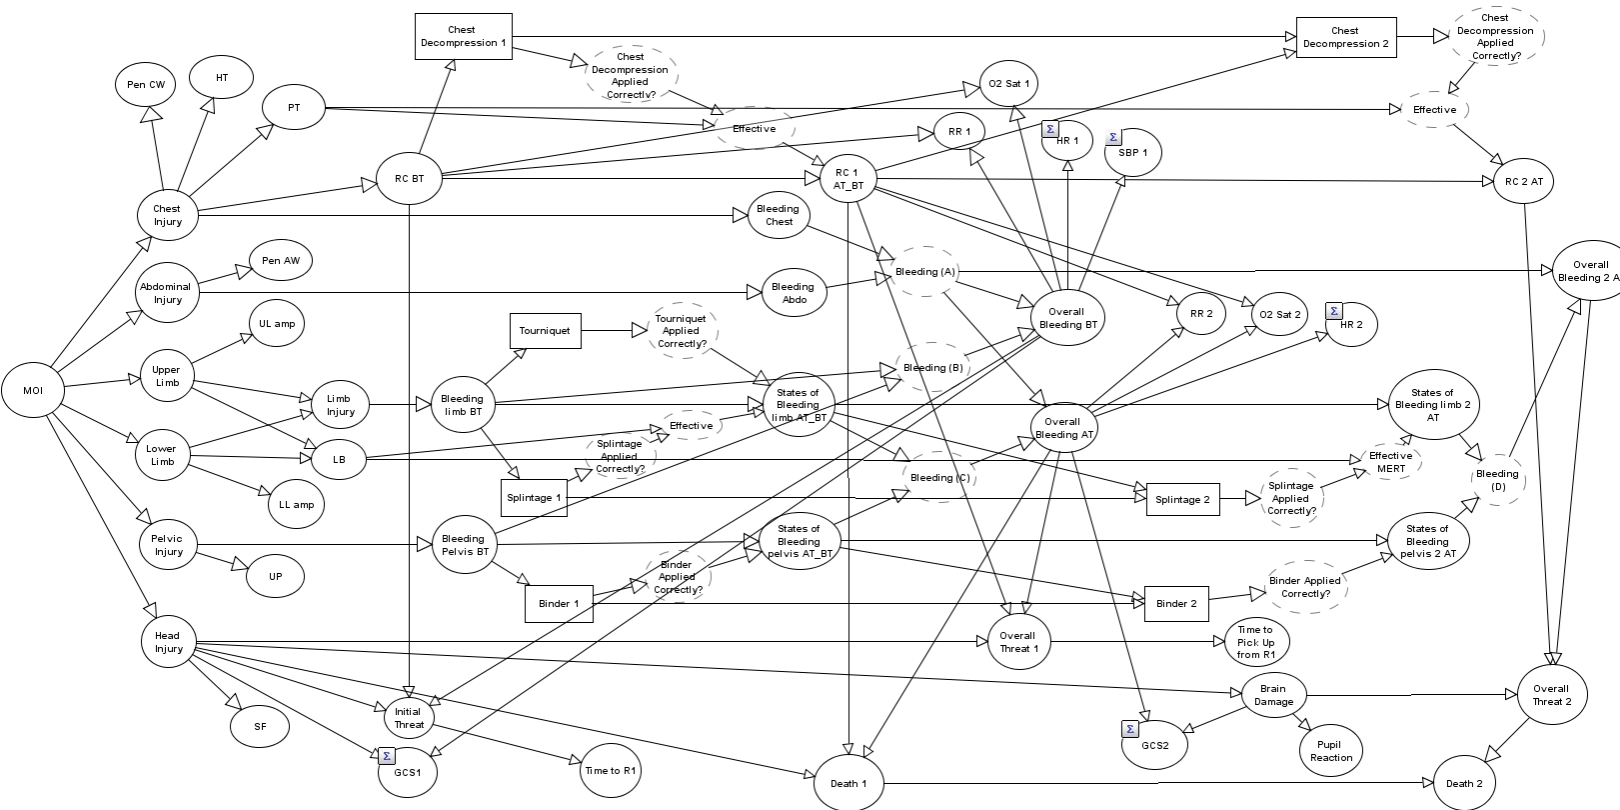 Chest
Decompression 1
Chest
Decompression 2
Chest
Decompression
Applied
Correctly?
Chest
Decompression
Applied
Correctly?
Pen CW
HT
PT
O2 Sat 1
Effective
Effective
RR 1
Σ
HR 1
Σ
SBP 1
RC BT
RC 1
AT_BT
RC 2 AT
Chest
Injury
Bleeding
Chest
Pen AW
Bleeding (A)
Overall
Bleeding 2 A
Abdominal
Injury
Bleeding
Abdo
UL amp
Tourniquet
Tourniquet
Applied
Correctly?
Overall
Bleeding BT
RR 2
O2 Sat 2
Σ
HR 2
MOI
Upper
Limb
Bleeding (B)
Limb
Injury
Bleeding
limb BT
States of
Bleeding
limb AT_BT
States of
Bleeding limb 2
AT
Effective
Overall
Bleeding AT
Lower
Limb
LB
Splintage
Applied
Correctly?
Effective
MERT
Bleeding (C)
Bleeding
(D)
LL amp
Splintage 1
Splintage 2
Splintage
Applied
Correctly?
Pelvic
Injury
Bleeding
Pelvis BT
States of
Bleeding
pelvis AT_BT
States of
Bleeding
pelvis 2 AT
UP
Binder
Applied
Correctly?
Binder Applied
Correctly?
Binder 1
Binder 2
Head
Injury
Overall
Threat 1
Time to
Pick Up
from R1
Brain
Damage
Overall
Threat 2
SF
Initial
Threat
Σ
GCS1
Time to R1
Σ
GCS2
Pupil
Reaction
Death 1
Death 2